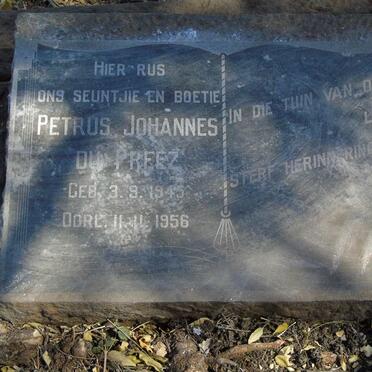 HIER RUS
ONS SEUNTJIE EN BOETIE
PETRUS JOHANNES
DU PREEZ
GEB. 3.9.1943
OORL. 11.11.1956
IN DIE TUIN VAN
STERF HERINNERING